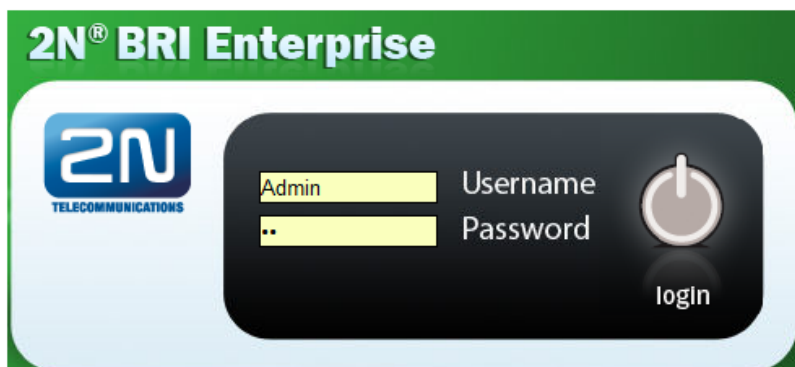 2N® BRI Enterprise
2N
TELECOMMUNICATIONS
Admin Username
•• Password
login